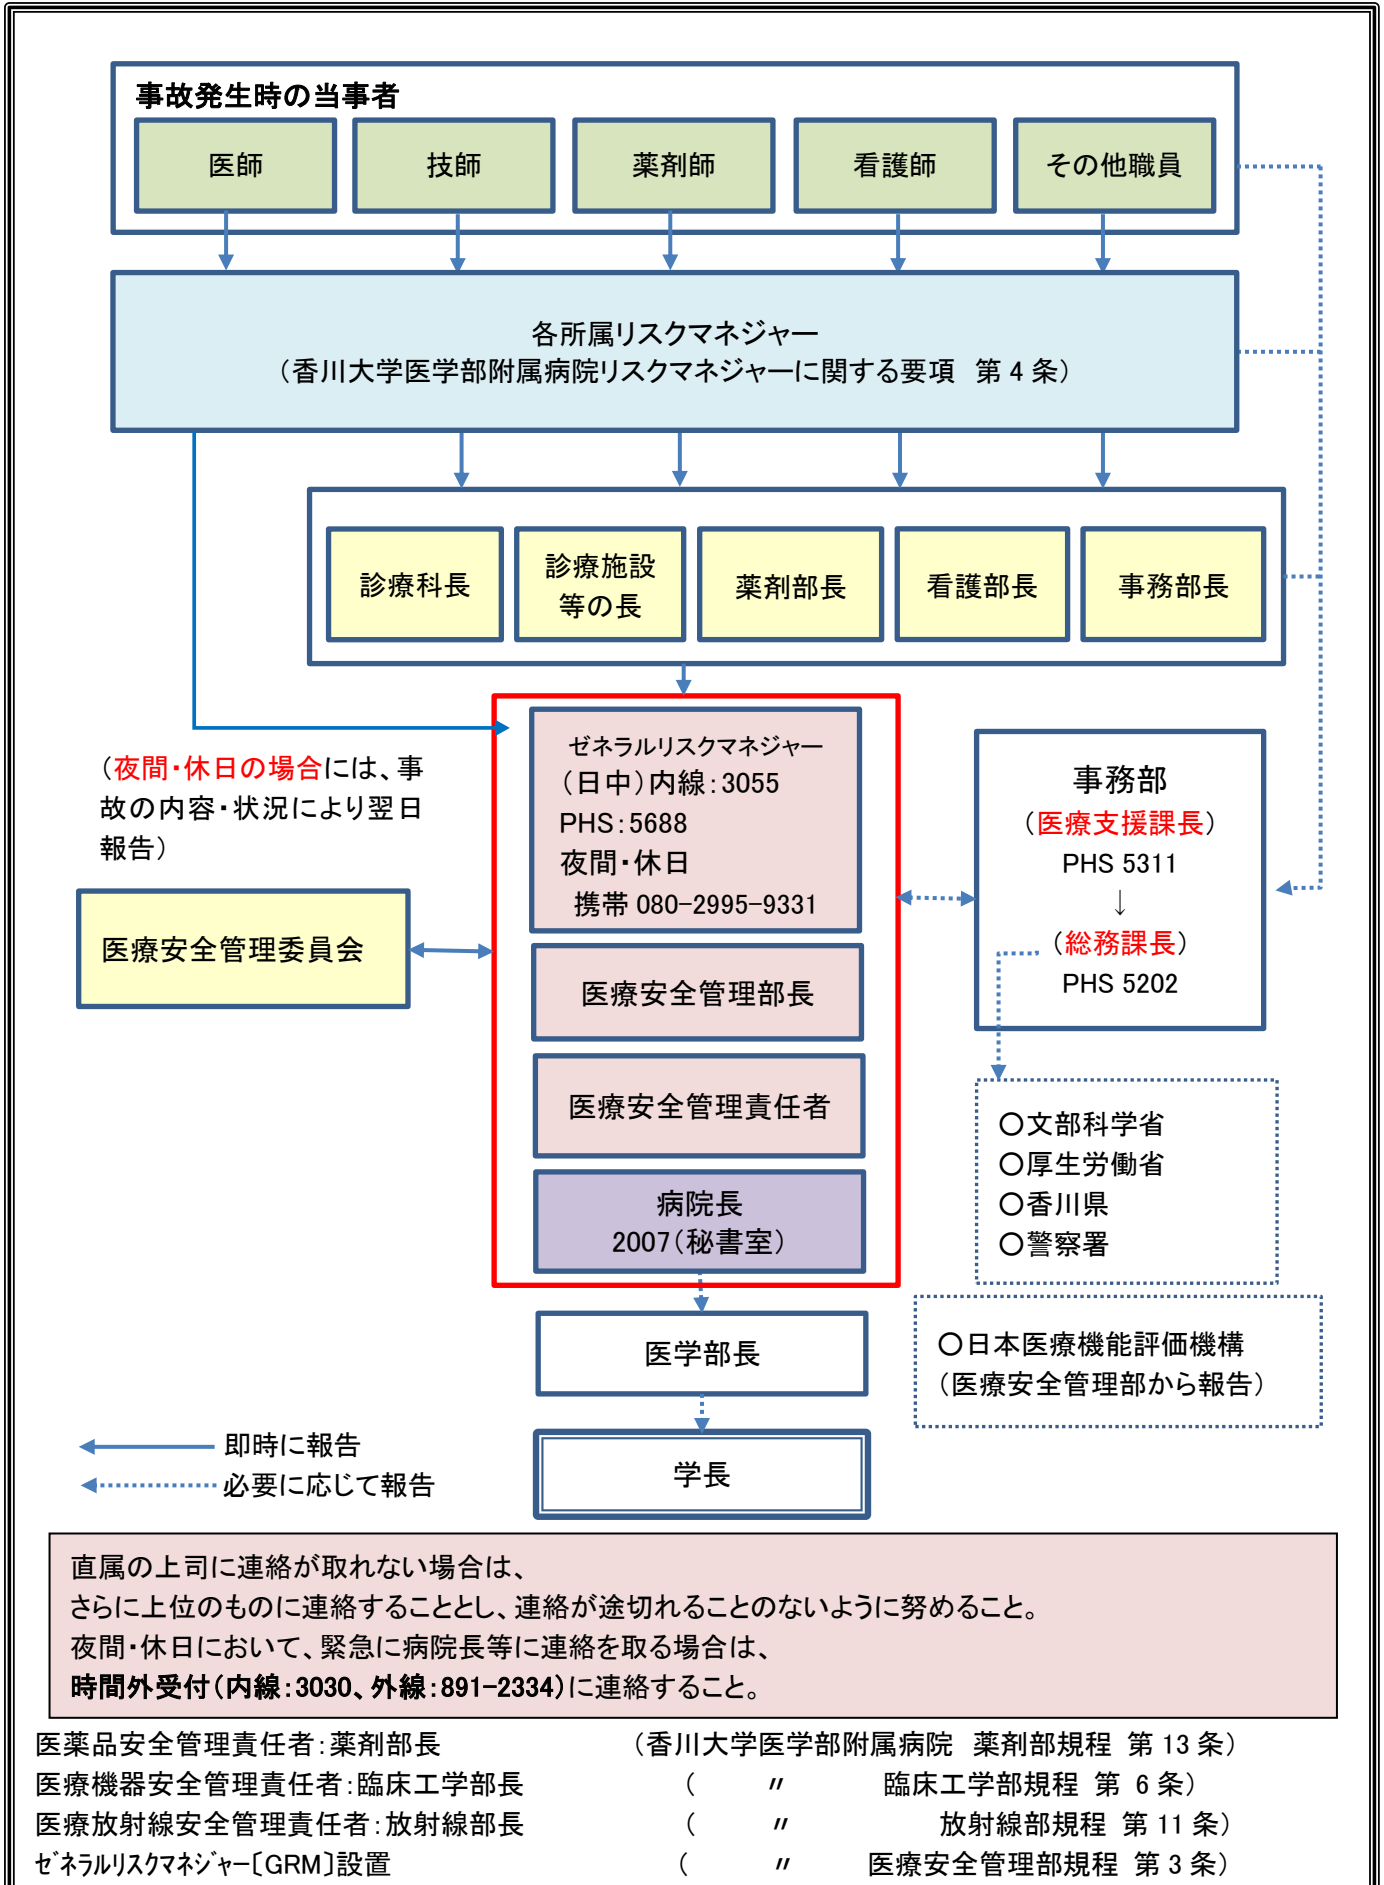 事故発生時の当事者
医師
技師
薬剤師
看護師
その他職員
各所属リスクマネジャー
（香川大学医学部附属病院リスクマネジャーに関する要項　第4条）
診療科長
診療施設
等の長
薬剤部長
看護部長
事務部長
（夜間・休日の場合には、事
故の内容・状況により翌日
報告）
ゼネラルリスクマネジャー
（日中）内線：3055
PHS：5688
夜間・休日
携帯 080-2995-9331
事務部
（医療支援課長）
PHS 5311
↓
（総務課長）
PHS 5202
医療安全管理委員会
医療安全管理部長
医療安全管理責任者
病院長
2007（秘書室）
〇文部科学省
〇厚生労働省
〇香川県
〇警察署
医学部長
〇日本医療機能評価機構
（医療安全管理部から報告）
学長
即時に報告
必要に応じて報告
直属の上司に連絡が取れない場合は、
さらに上位のものに連絡することとし、連絡が途切れることのないように努めること。
夜間・休日において、緊急に病院長等に連絡を取る場合は、
時間外受付（内線：3030、外線：891-2334）に連絡すること。
医薬品安全管理責任者：薬剤部長　（香川大学医学部附属病院　薬剤部規程　第13条）
医療機器安全管理責任者：臨床工学部長　（　〃　臨床工学部規程　第 6条）
医療放射線安全管理責任者：放射線部長　（　〃　放射線部規程　第11条）
ｾﾞﾈﾗﾙﾘｽｸﾏﾈｼﾞｬｰ〔GRM〕設置　（　〃　医療安全管理部規程　第3条）